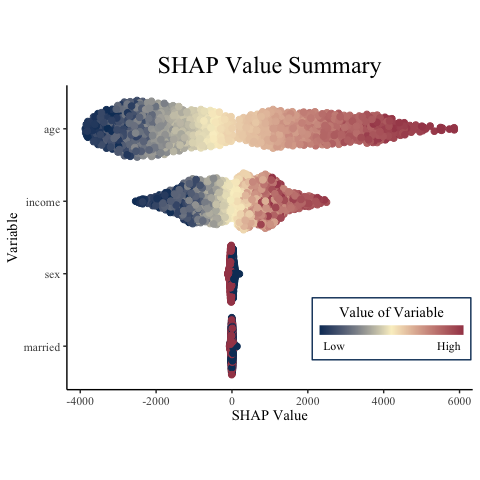 SHAP Value Summary
Variable
age
income
sex
married
Value of Variable
Low High
-4000 -2000 0 2000 4000 6000
SHAP Value